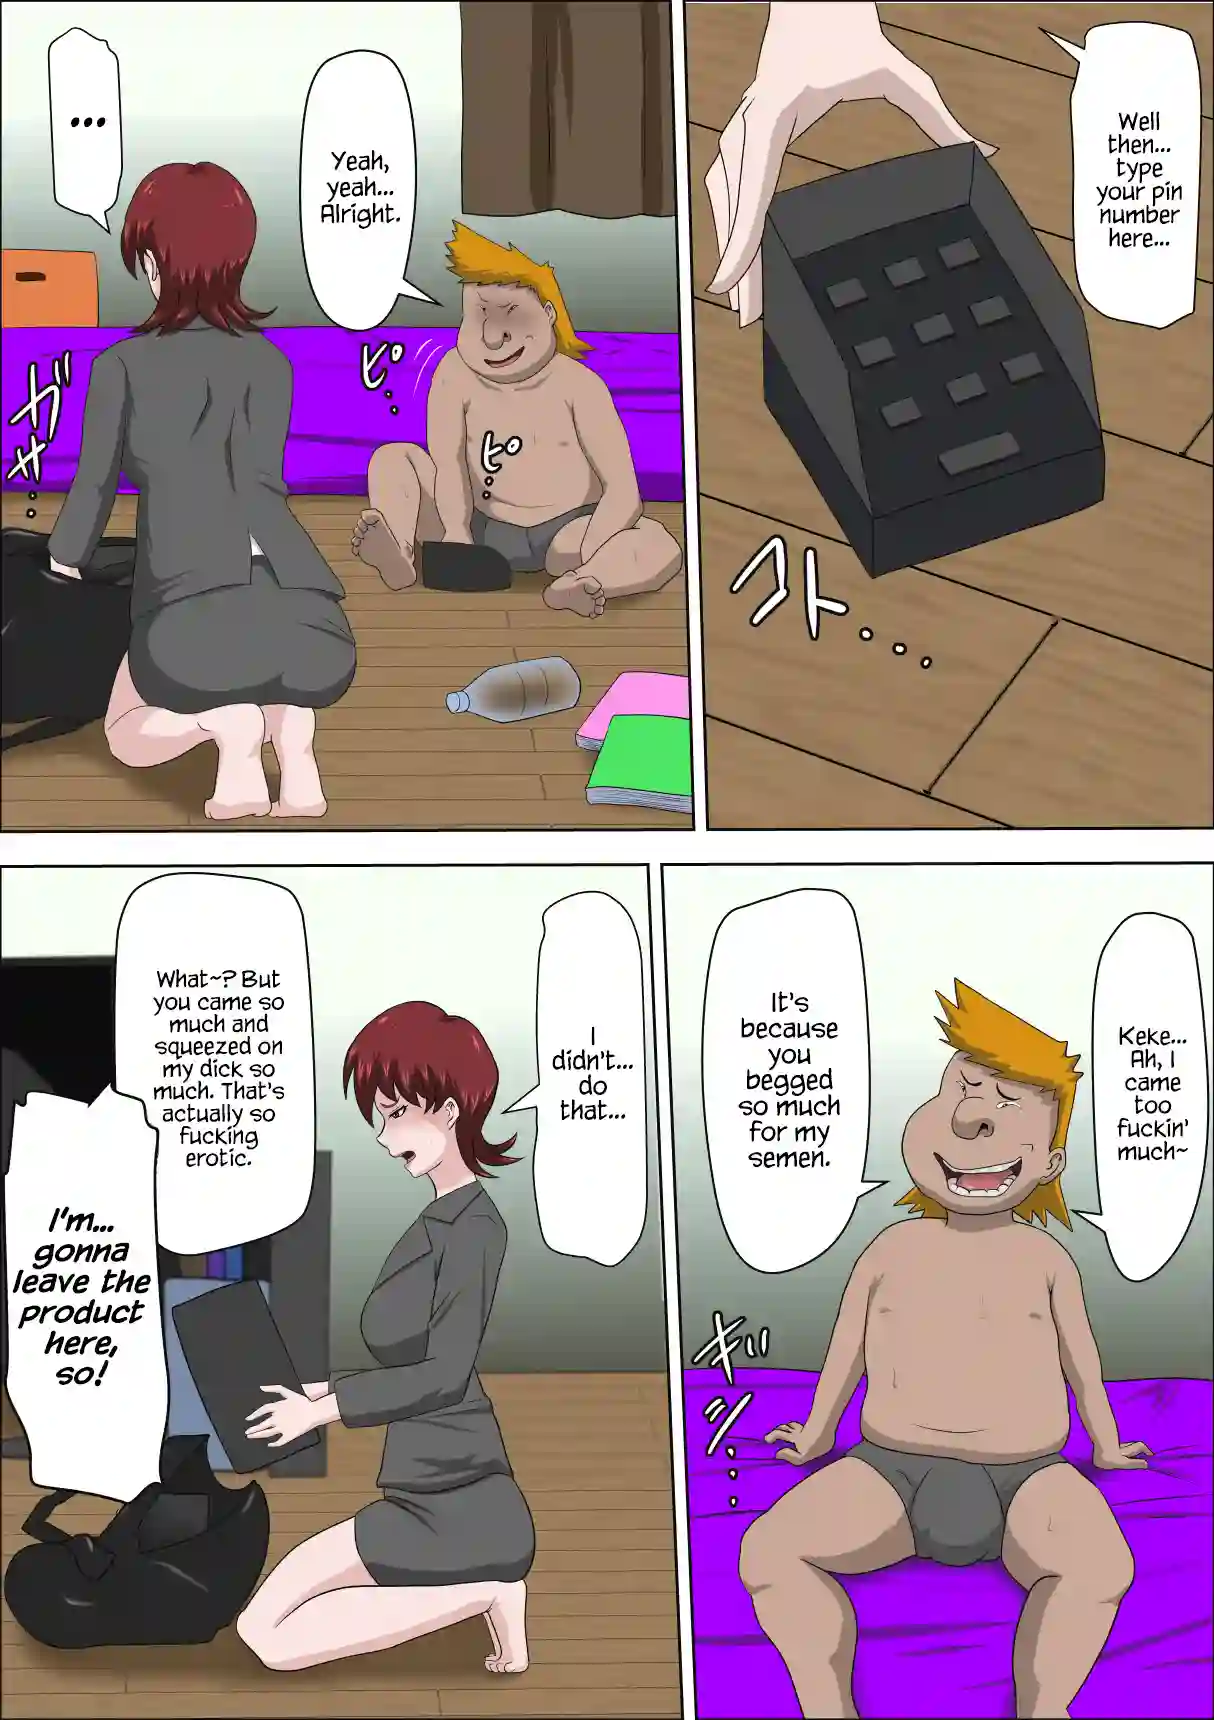 Well
then...
type
your pin
number
here...
コト...
Yeah,
yeah...
Alright.
...
ピ..
ピ..
ガ
サ..
Keke...
Ah, I
came
too
fuckin'
much~
It's
because
you
begged
so much
for my
semen.
ギ
シ...
I
didn't...
do
that...
What~? But
you came so
much and
squeezed on
my dick so
much. That's
actually so
fucking
erotic.
I'm...
gonna
leave the
product
here,
so!